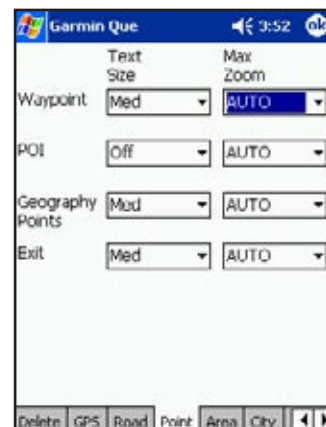 Garmin Que 3:52 ok
Text Size Max Zoom
Waypoint Med AUTO
POI Off AUTO
Geography Points Med AUTO
Exit Med AUTO
Delete GPS Road Point Area City